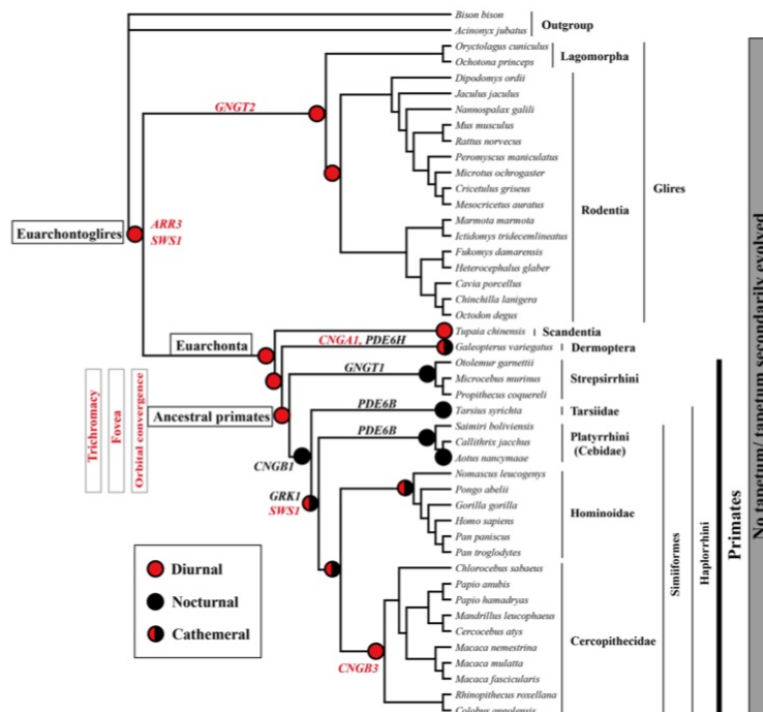 Bison bison
Acinonyx jubatus
Outgroup
Oryctolagus cuniculus
Ochotona princeps
Lagomorpha
Dipodomys ordii
Jaculus jaculus
Nannospalax galili
Mus musculus
Rattus norvecus
Peromyscus maniculatus
Microtus ochrogaster
Cricetulus griseus
Mesocricetus auratus
Marmota marmota
Ictidomys tridecemlineatus
Fukomys damarensis
Heterocephalus glaber
Cavia porcellus
Chinchilla lanigera
Octodon degus
Rodentia
Glires
GNGT2
Euarchontoglires
ARR3
SWS1
Euarchonta
Tupaia chinensis
Scandentia
CNGA1, PDE6H
Galeopterus variegatus
Dermoptera
GNGT1
Otolemur garnettii
Microcebus murinus
Propithecus coquereli
Strepsirrhini
Ancestral primates
PDE6B
Tarsius syrichta
Tarsiidae
PDE6B
Saimiri boliviensis
Callithrix jacchus
Aotus nancymaae
Platyrrhini
(Cebidae)
Trichromacy
Fovea
Orbital convergence
CNGB1
GRK1
SWS1
Nomascus leucogenys
Pongo abelii
Gorilla gorilla
Homo sapiens
Pan paniscus
Pan troglodytes
Hominoidae
Chlorocebus sabaeus
Papio anubis
Papio hamadryas
Mandrillus leucophaeus
Cercocebus atys
Macaca nemestrina
Macaca mulatta
Macaca fascicularis
Rhinopithecus roxellana
Colobus angolensis
Cercopithecidae
CNGB3
Simiiformes
Haplorrhini
Primates
No tapetum/ tapetum secondarily evolved
Diurnal
Nocturnal
Cathemeral